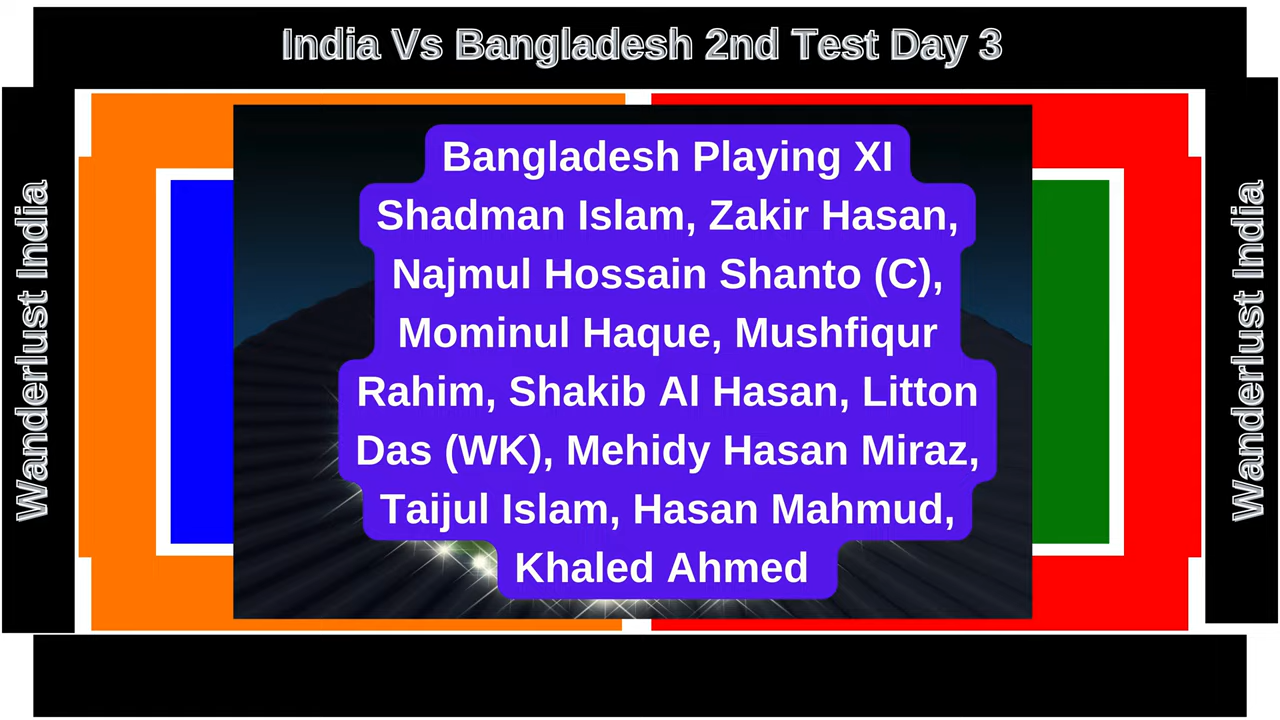 India Vs Bangladesh 2nd Test Day 3
Wanderlust India
Bangladesh Playing XI
Shadman Islam, Zakir Hasan,
Najmul Hossain Shanto (C),
Mominul Haque, Mushfiqur
Rahim, Shakib Al Hasan, Litton
Das (WK), Mehidy Hasan Miraz,
Taijul Islam, Hasan Mahmud,
Khaled Ahmed
Wanderlust India